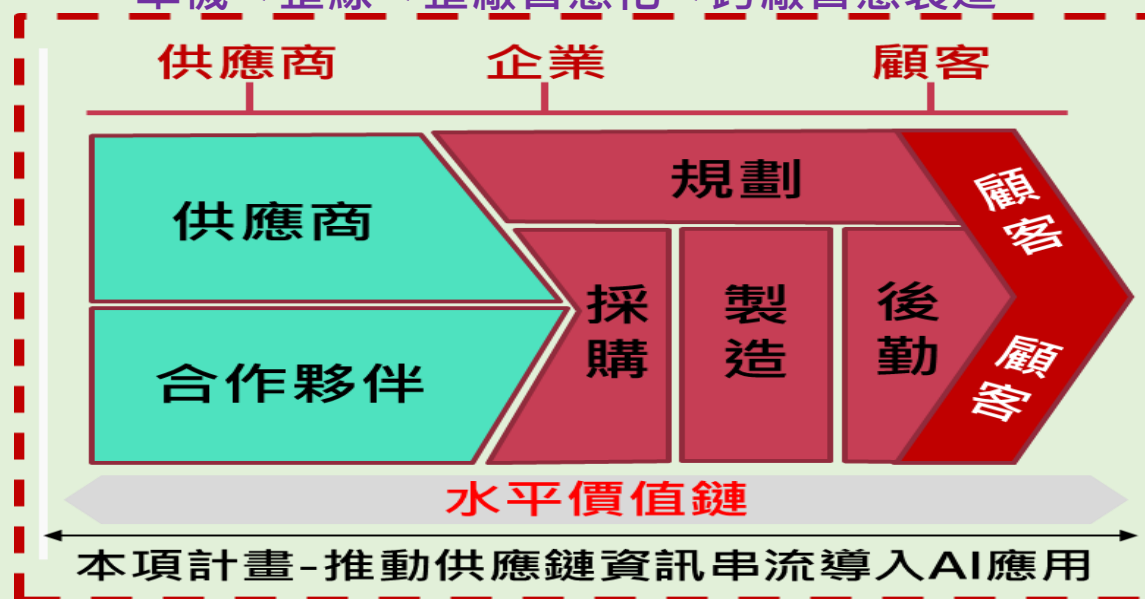 供應商 企業 顧客
規劃
供應商
採購 製造 後勤
合作夥伴
顧客
顧客
水平價值鏈
本項計畫-推動供應鏈資訊串流導入AI應用